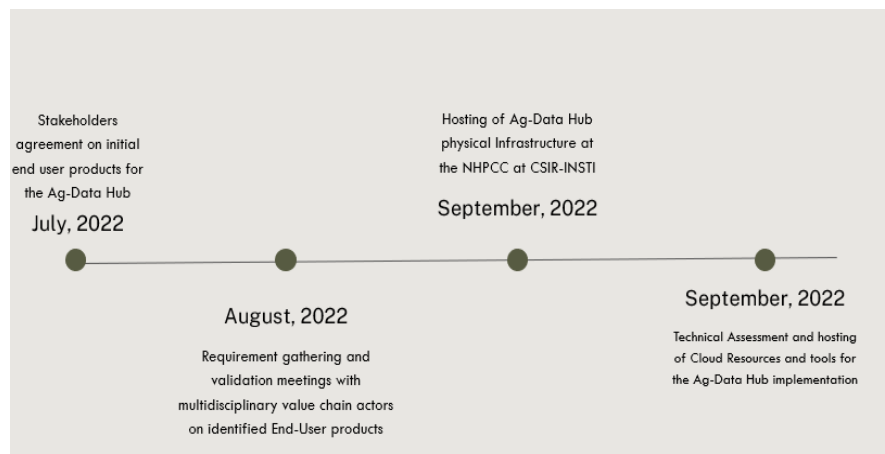 Stakeholders
agreement on initial
end user products for
the Ag-Data Hub
July, 2022
August, 2022
Requirement gathering and
validation meetings with
multidisciplinary value chain actors
on identified End-User products
Hosting of Ag-Data Hub
physical Infrastructure at
the NHPCC at CSIR-INSTI
September, 2022
September, 2022
Technical Assessment and hosting
of Cloud Resources and tools for
the Ag-Data Hub implementation